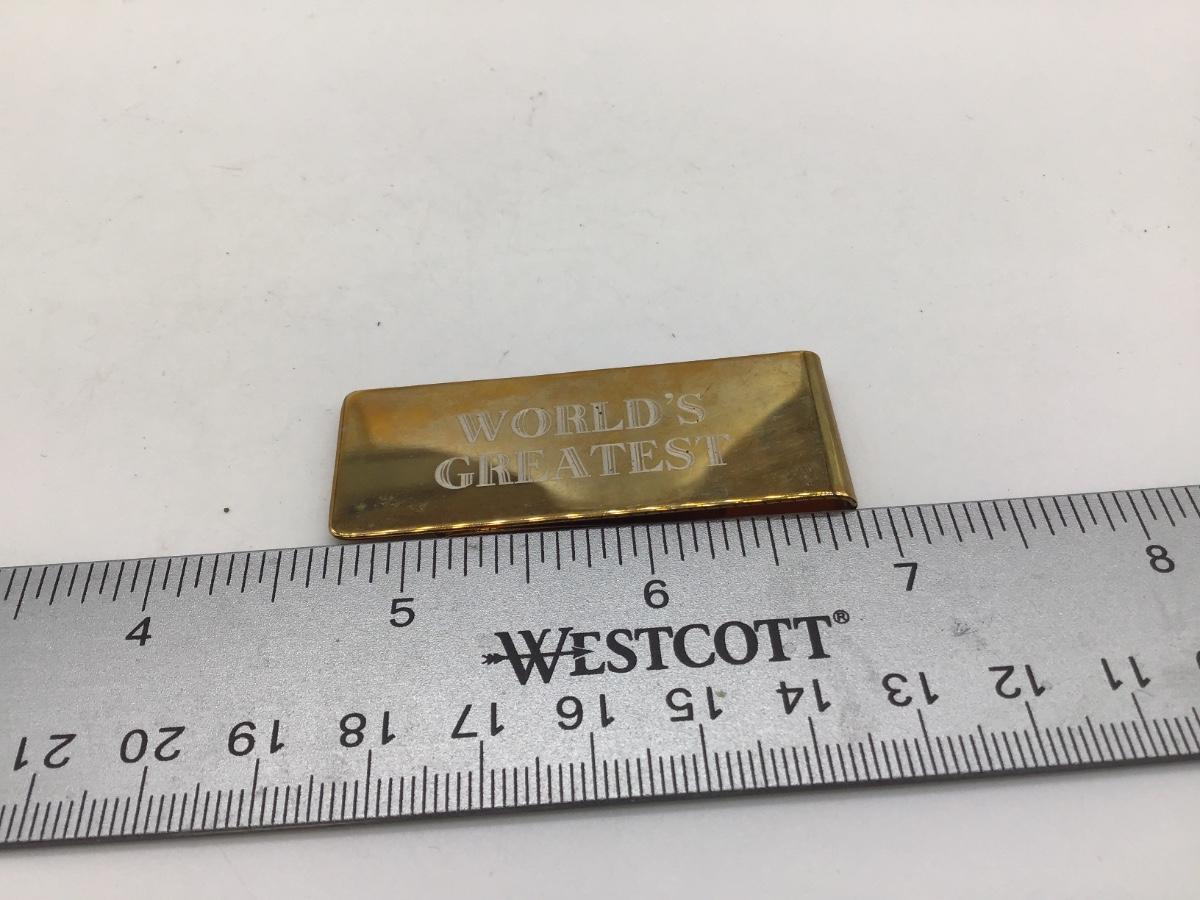 WORLD'S
GREATEST
4 5 6 7 8
WESTCOTT®
21 20 19 18 17 16 15 14 13 12 11